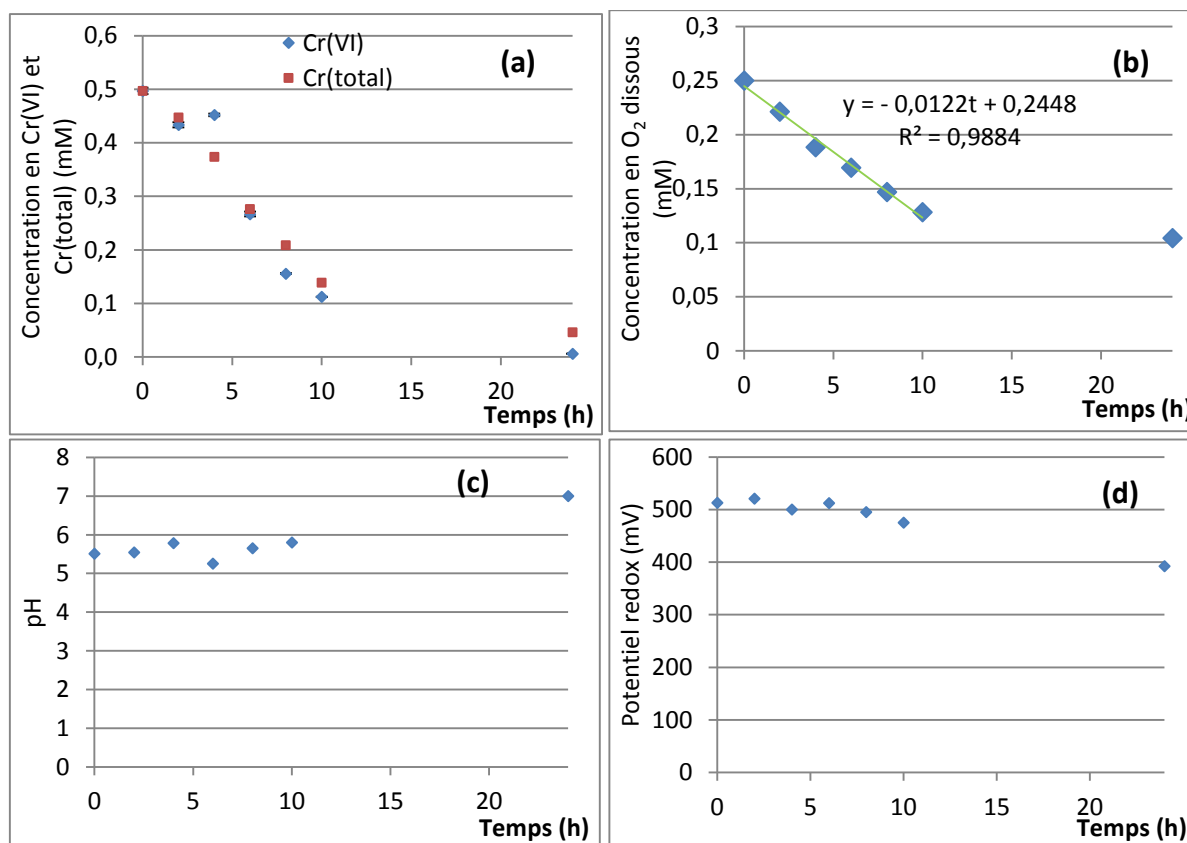 Concentration en Cr(VI) et
Cr(total) (mM)
0,6
0,5
0,4
0,3
0,2
0,1
0,0
Cr(VI)
Cr(total)
(a)
0 5 10 15 20
Temps (h)
Concentration en O₂ dissous
(mM)
0,3
0,25
0,2
0,15
0,1
0,05
0
(b)
y = - 0,0122t + 0,2448
R² = 0,9884
0 5 10 15 20
Temps (h)
pH
8
7
6
5
4
3
2
1
0
(c)
0 5 10 15 20
Temps (h)
Potentiel redox (mV)
600
500
400
300
200
100
0
(d)
0 5 10 15 20
Temps (h)